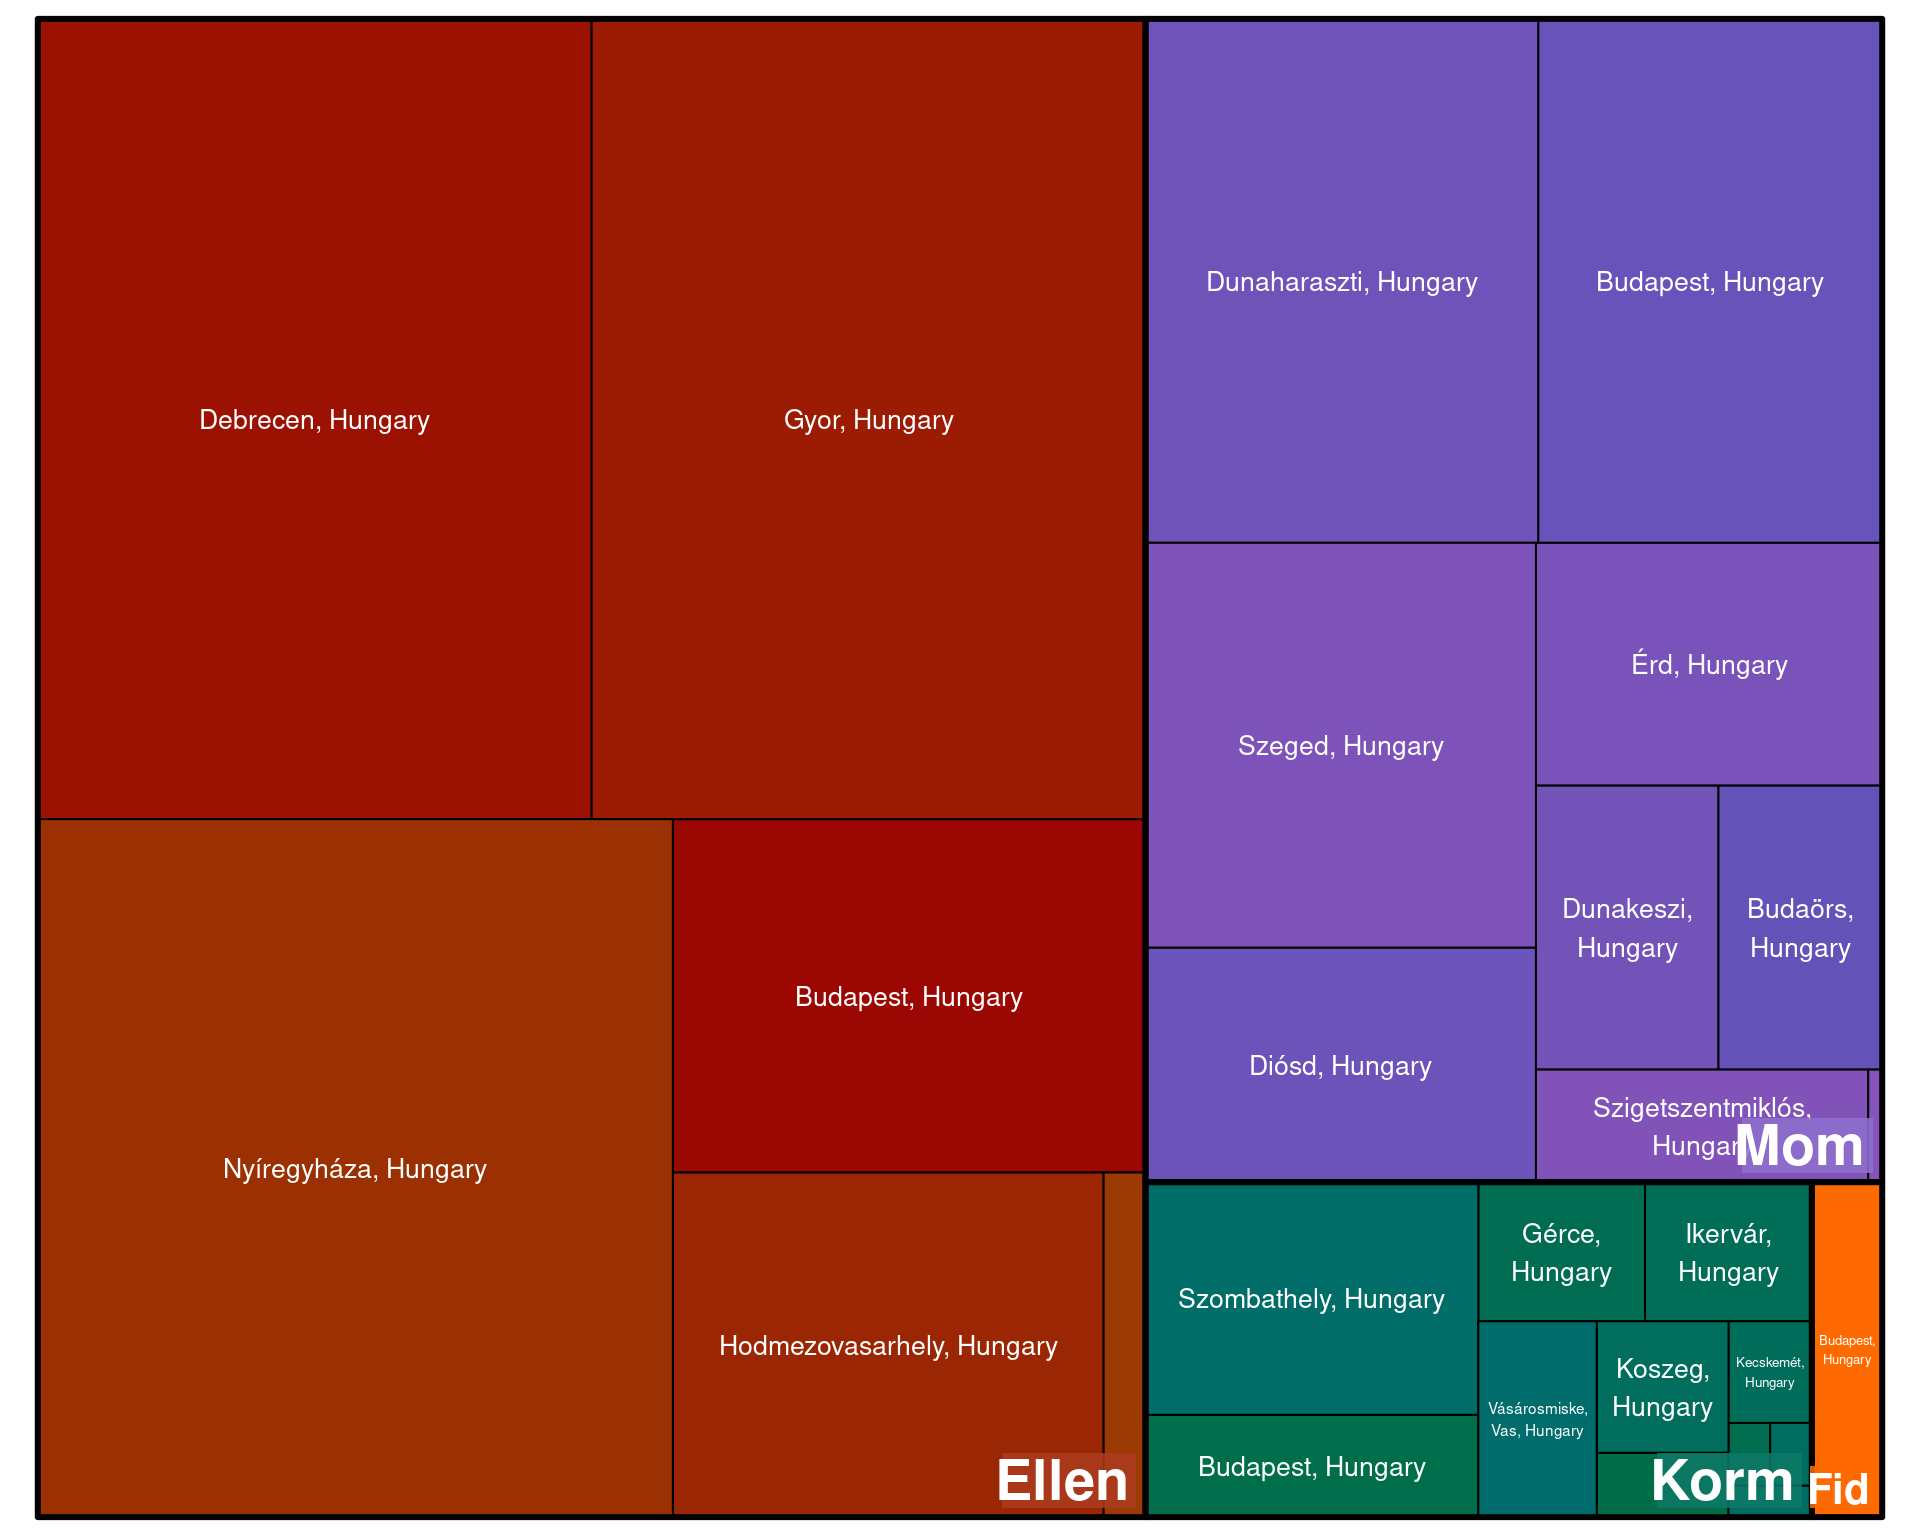 Debrecen, Hungary
Gyor, Hungary
Nyíregyháza, Hungary
Budapest, Hungary
Hodmezovasarhely, Hungary
Ellen
Dunaharaszti, Hungary
Budapest, Hungary
Szeged, Hungary
Érd, Hungary
Dunakeszi,
Hungary
Budaörs,
Hungary
Diósd, Hungary
Szigetszentmiklós,
Hungar
Mom
Szombathely, Hungary
Gérce,
Hungary
Ikervár,
Hungary
Vásárosmiske,
Vas, Hungary
Koszeg,
Hungary
Kecskemét,
Hungary
Budapest, Hungary
Korm
Budapest,
Hungary
Fid